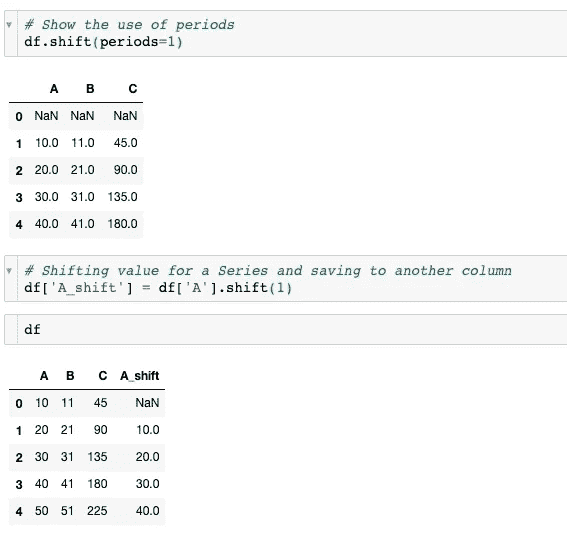 # Show the use of periods
df.shift(periods=1)
A B C
0 NaN NaN NaN
1 10.0 11.0 45.0
2 20.0 21.0 90.0
3 30.0 31.0 135.0
4 40.0 41.0 180.0
# Shifting value for a Series and saving to another column
df['A_shift'] = df['A'].shift(1)
df
A B C A_shift
0 10 11 45 NaN
1 20 21 90 10.0
2 30 31 135 20.0
3 40 41 180 30.0
4 50 51 225 40.0